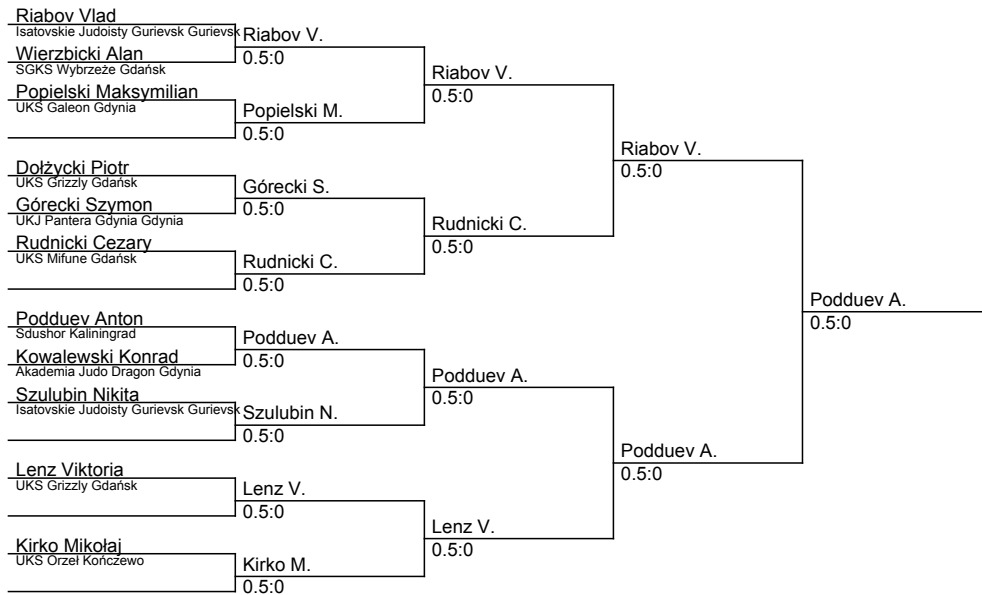 Riabov Vlad
Isatovskie Judoisty Gurievsk Gurievsk
Wierzbicki Alan
SGKS Wybrzeże Gdańsk
Popielski Maksymilian
UKS Galeon Gdynia
Dołżycki Piotr
UKS Grizzly Gdańsk
Górecki Szymon
UKJ Pantera Gdynia Gdynia
Rudnicki Cezary
UKS Mifune Gdańsk
Podduev Anton
Sdushor Kaliningrad
Kowalewski Konrad
Akademia Judo Dragon Gdynia
Szulubin Nikita
Isatovskie Judoisty Gurievsk Gurievsk
Lenz Viktoria
UKS Grizzly Gdańsk
Kirko Mikołaj
UKS Orzeł Kończewo
Riabov V.
0.5:0
Popielski M.
0.5:0
Górecki S.
0.5:0
Rudnicki C.
0.5:0
Podduev A.
0.5:0
Szulubin N.
0.5:0
Lenz V.
0.5:0
Kirko M.
0.5:0
Riabov V.
0.5:0
Rudnicki C.
0.5:0
Podduev A.
0.5:0
Lenz V.
0.5:0
Riabov V.
0.5:0
Podduev A.
0.5:0
Podduev A.
0.5:0